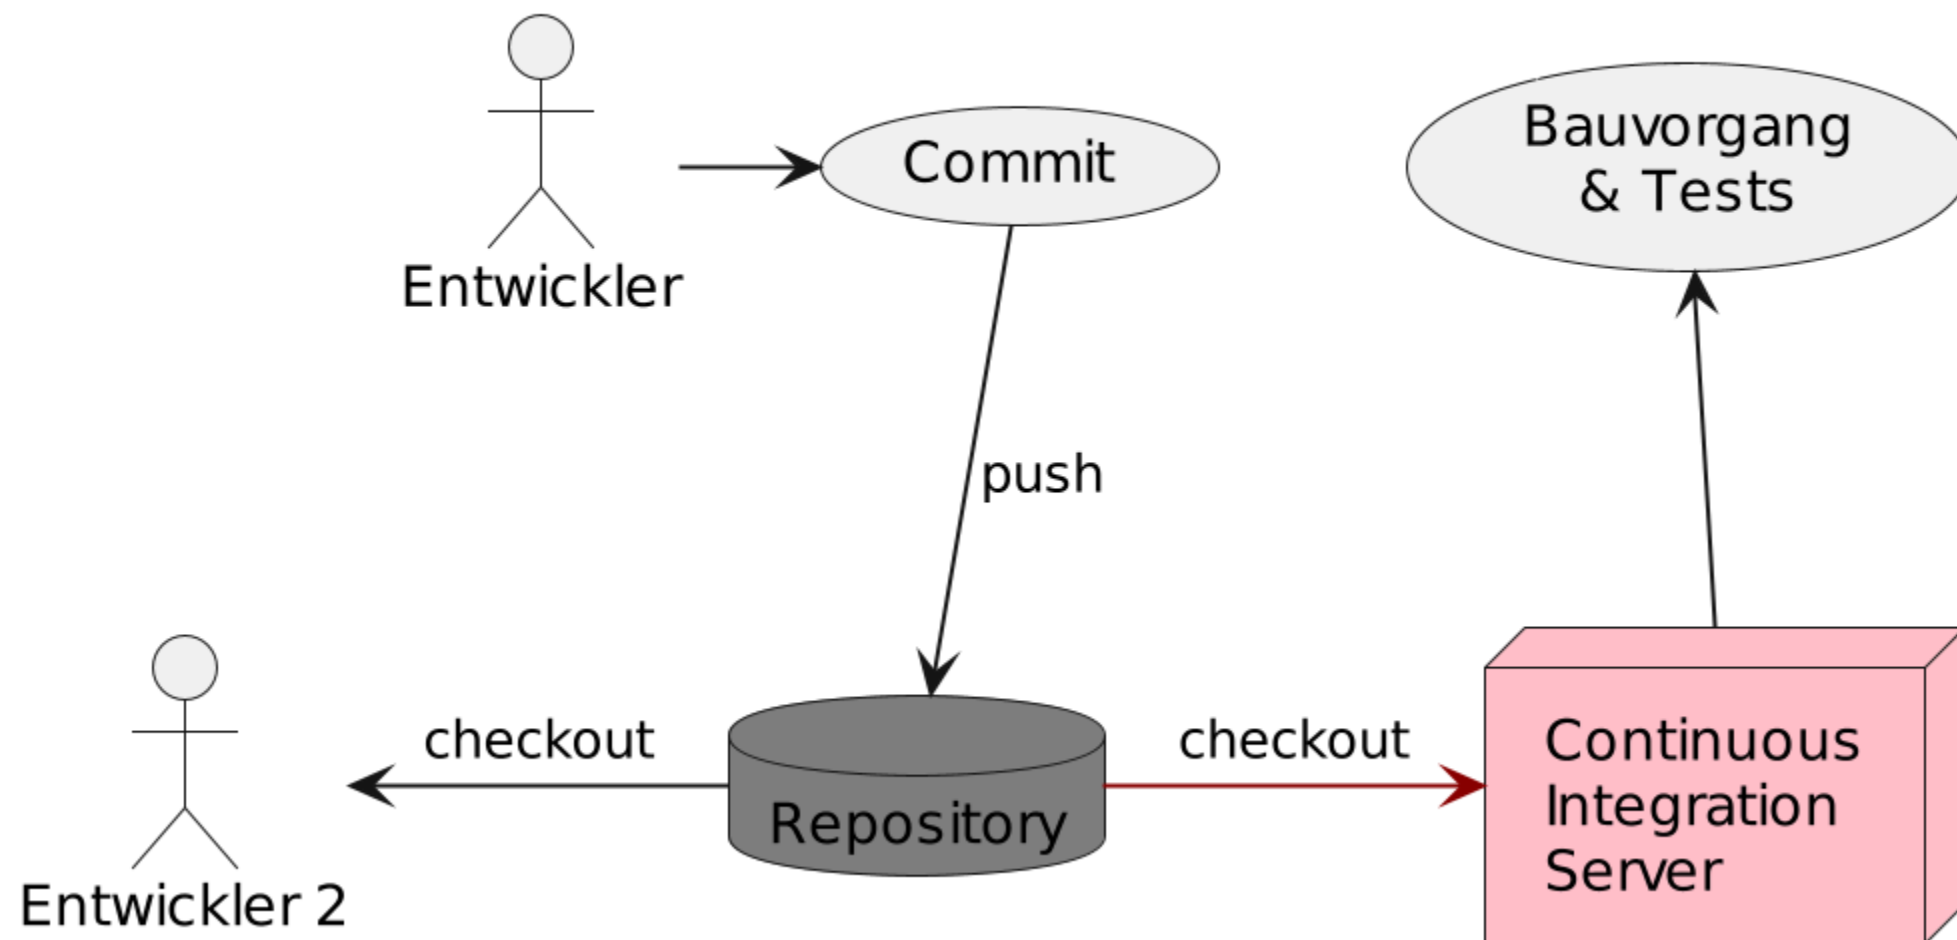 Commit
Bauvorgang
& Tests
Entwickler
push
checkout
checkout
Repository
Continuous
Integration
Server
Entwickler 2